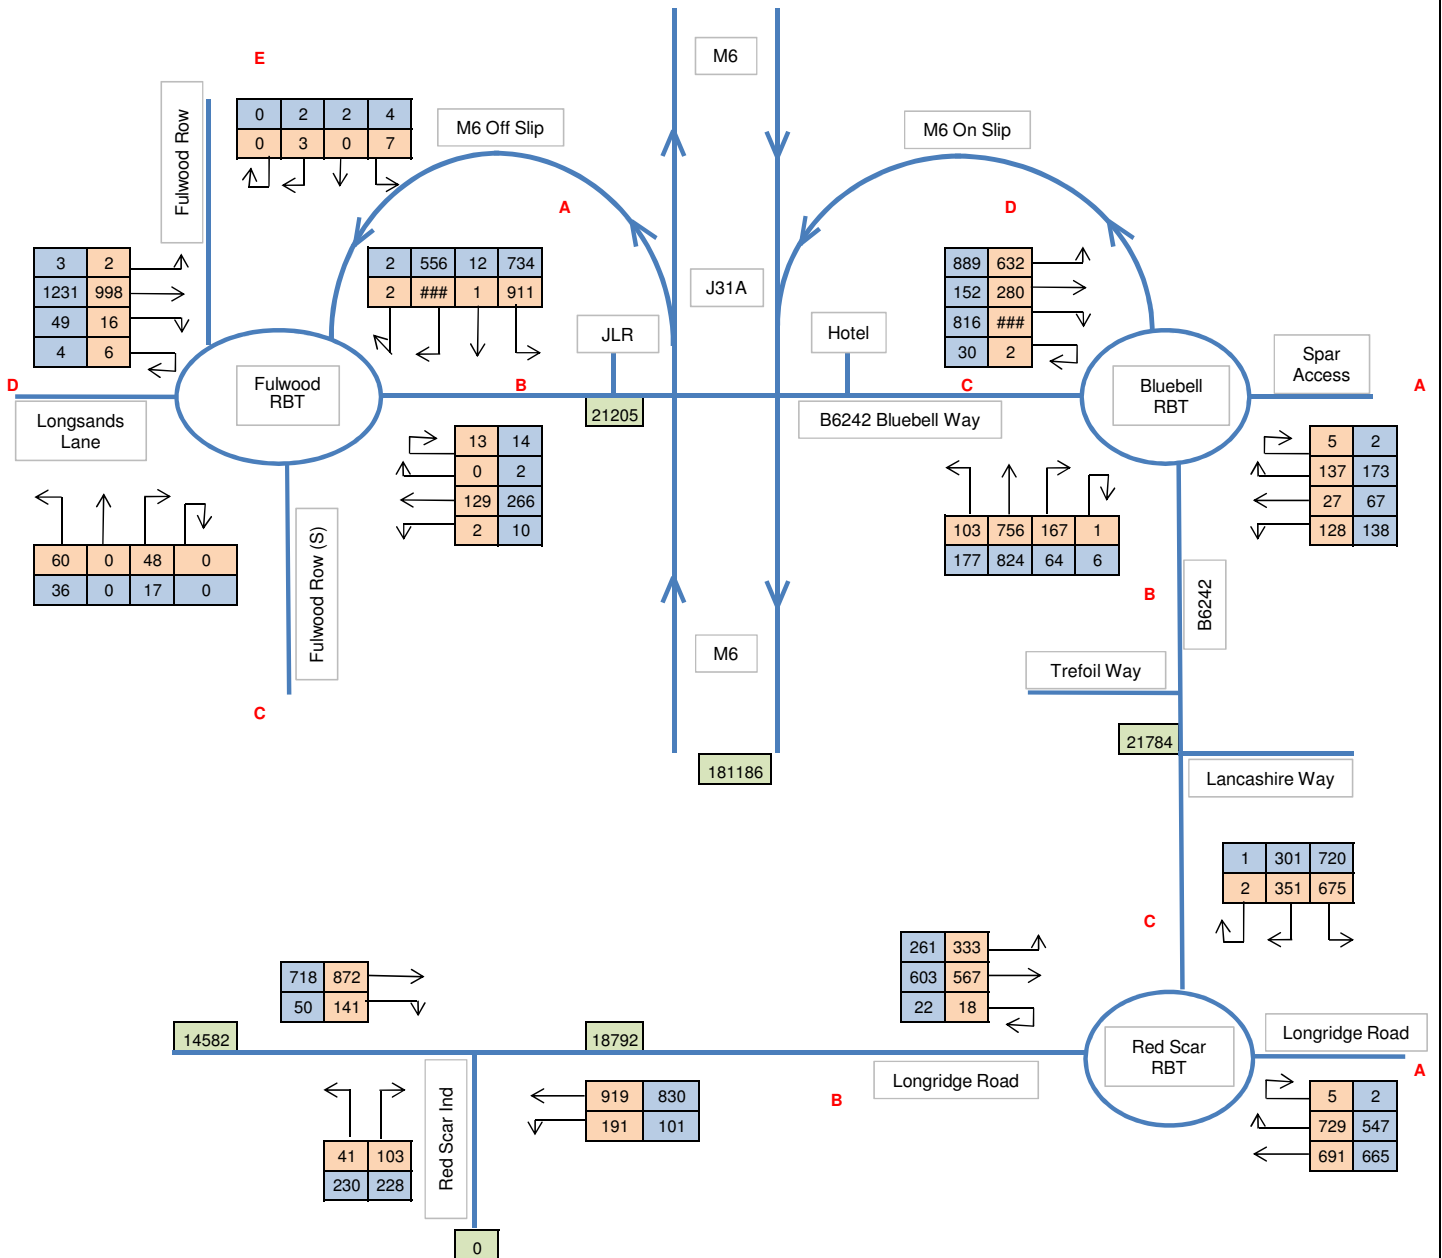 M6
E
0 2 2 4
0 3 0 7
Fulwood Row
M6 Off Slip
M6 On Slip
A
D
3 2
1231 998
49 16
4 6
2 556 12 734
2 ### 1 911
J31A
889 632
152 280
816 ###
30 2
JLR
Hotel
Spar
Access
D
Fulwood
RBT
B
C
Bluebell
RBT
A
Longsands
Lane
21205
B6242 Bluebell Way
13 14
0 2
129 266
2 10
5 2
137 173
27 67
128 138
60 0 48 0
36 0 17 0
Fulwood Row (S)
103 756 167 1
177 824 64 6
B
B6242
M6
Trefoil Way
C
21784
181186
Lancashire Way
1 301 720
2 351 675
C
261 333
603 567
22 18
718 872
50 141
14582
18792
Red Scar
RBT
Longridge Road
A
Longridge Road
B
Red Scar Ind
919 830
191 101
5 2
729 547
691 665
41 103
230 228
0